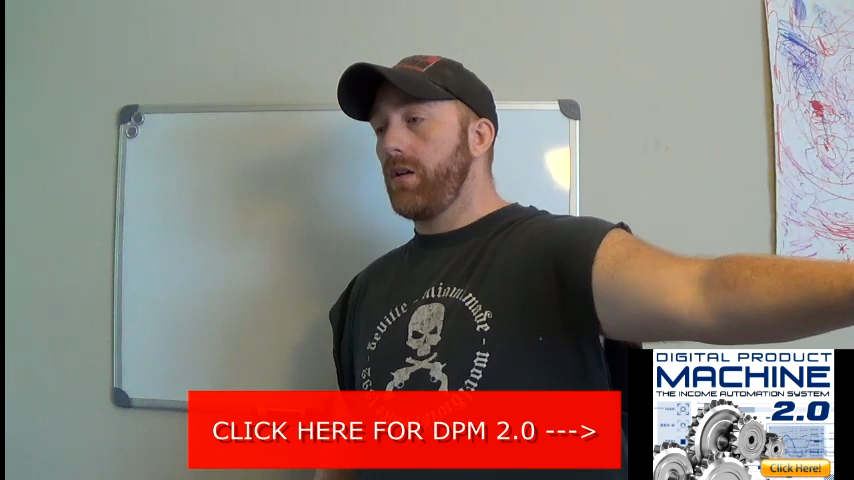 DIGITAL PRODUCT
MACHINE
THE INCOME AUTOMATION SYSTEM
2.0
CLICK HERE FOR DPM 2.0 --->
Click Here!